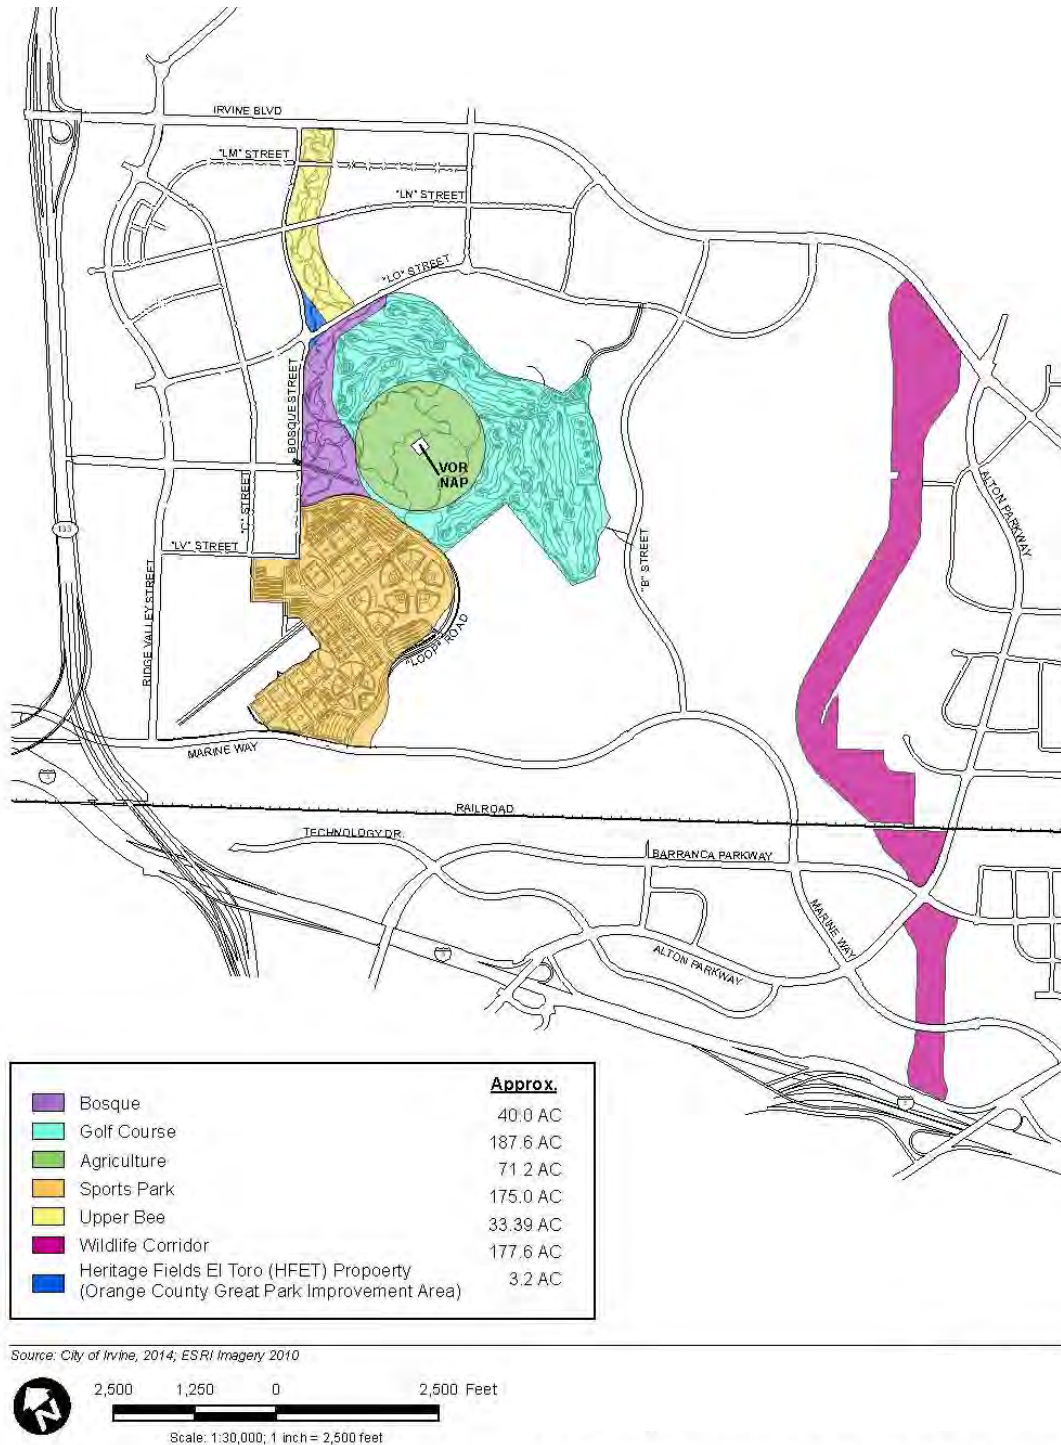 IRVINE BLVD
"LM" STREET
"LN" STREET
"LO" STREET
BOSQUE STREET
VOR
NAP
"C" STREET
ALTON PARKWAY
133
"LV" STREET
"B" STREET
RIDGE VALLEY STREET
"LOOP" ROAD
MARINE WAY
5
RAILROAD
TECHNOLOGY DR.
BARRANCA PARKWAY
MARINE WAY
5
ALTON PARKWAY
5
Approx.
Bosque 40.0 AC
Golf Course 187.6 AC
Agriculture 71.2 AC
Sports Park 175.0 AC
Upper Bee 33.39 AC
Wildlife Corridor 177.6 AC
Heritage Fields El Toro (HFET) Propoerty 3.2 AC
(Orange County Great Park Improvement Area)
Source: City of Irvine, 2014; ESRI Imagery 2010
N
2,500 1,250 0 2,500 Feet
Scale: 1:30,000; 1 inch = 2,500 feet